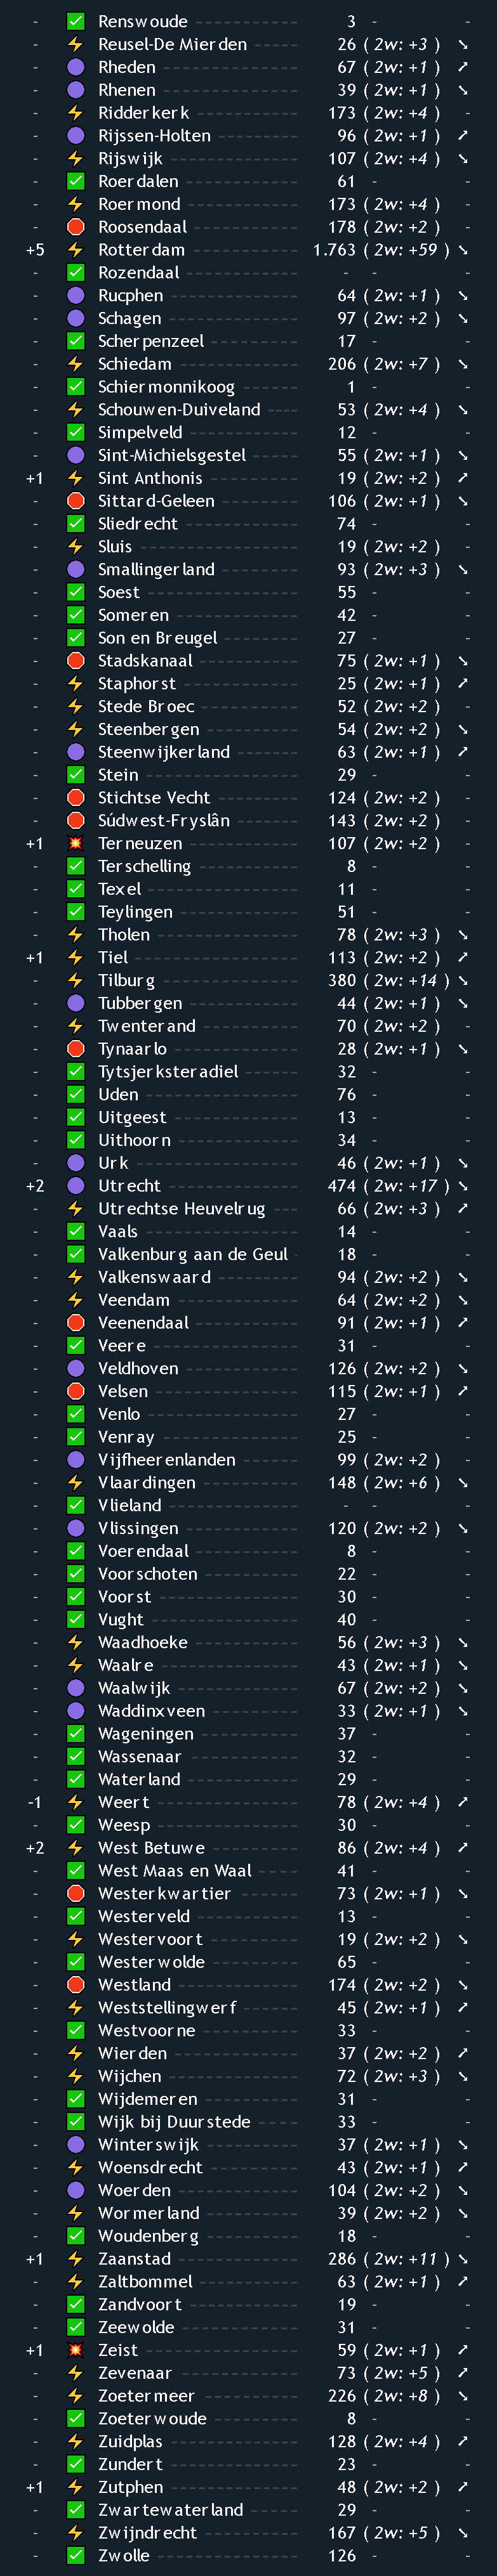 - ✅ Renswoude 3 - -
- ⚡ Reusel-De Mierden 26 ( 2w: +3 ) ➘
- 🟣 Rheden 67 ( 2w: +1 ) ➚
- 🟣 Rhenen 39 ( 2w: +1 ) ➘
- ⚡ Ridderkerk 173 ( 2w: +4 ) -
- 🟣 Rijssen-Holten 96 ( 2w: +1 ) ➚
- ⚡ Rijswijk 107 ( 2w: +4 ) ➘
- ✅ Roerdalen 61 - -
- ⚡ Roermond 173 ( 2w: +4 ) -
- 🛑 Roosendaal 178 ( 2w: +2 ) -
+5 ⚡ Rotterdam 1.763 ( 2w: +59 ) ➘
- ✅ Rozendaal - - -
- 🟣 Rucphen 64 ( 2w: +1 ) ➘
- 🟣 Schagen 97 ( 2w: +2 ) ➘
- ✅ Scherpenzeel 17 - -
- ⚡ Schiedam 206 ( 2w: +7 ) ➘
- ✅ Schiermonnikoog 1 - -
- ⚡ Schouwen-Duiveland 53 ( 2w: +4 ) ➘
- ✅ Simpelveld 12 - -
- 🟣 Sint-Michielsgestel 55 ( 2w: +1 ) ➘
+1 ⚡ Sint Anthonis 19 ( 2w: +2 ) ➚
- 🛑 Sittard-Geleen 106 ( 2w: +1 ) ➘
- ✅ Sliedrecht 74 - -
- ⚡ Sluis 19 ( 2w: +2 ) -
- 🟣 Smallingerland 93 ( 2w: +3 ) ➘
- ✅ Soest 55 - -
- ✅ Someren 42 - -
- ✅ Son en Breugel 27 - -
- 🛑 Stadskanaal 75 ( 2w: +1 ) ➘
- ⚡ Staphorst 25 ( 2w: +1 ) ➚
- ⚡ Stede Broec 52 ( 2w: +2 ) -
- ⚡ Steenbergen 54 ( 2w: +2 ) ➘
- 🟣 Steenwijkerland 63 ( 2w: +1 ) ➚
- ✅ Stein 29 - -
- 🛑 Stichtse Vecht 124 ( 2w: +2 ) -
- 🛑 Súdwest-Fryslân 143 ( 2w: +2 ) -
+1 💥 Terneuzen 107 ( 2w: +2 ) -
- ✅ Terschelling 8 - -
- ✅ Texel 11 - -
- ✅ Teylingen 51 - -
- ⚡ Tholen 78 ( 2w: +3 ) ➘
+1 ⚡ Tiel 113 ( 2w: +2 ) ➚
- ⚡ Tilburg 380 ( 2w: +14 ) ➘
- 🟣 Tubbergen 44 ( 2w: +1 ) ➘
- ⚡ Twenterand 70 ( 2w: +2 ) -
- 🛑 Tynaarlo 28 ( 2w: +1 ) ➘
- ✅ Tytsjerksteradiel 32 - -
- ✅ Uden 76 - -
- ✅ Uitgeest 13 - -
- ✅ Uithoorn 34 - -
- 🟣 Urk 46 ( 2w: +1 ) ➘
+2 🟣 Utrecht 474 ( 2w: +17 ) ➘
- ⚡ Utrechtse Heuvelrug 66 ( 2w: +3 ) ➚
- ✅ Vaals 14 - -
- ✅ Valkenburg aan de Geul 18 - -
- ⚡ Valkenswaard 94 ( 2w: +2 ) ➘
- ⚡ Veendam 64 ( 2w: +2 ) ➘
- 🛑 Veenendaal 91 ( 2w: +1 ) ➚
- ✅ Veere 31 - -
- 🟣 Veldhoven 126 ( 2w: +2 ) ➘
- 🛑 Velsen 115 ( 2w: +1 ) ➚
- ✅ Venlo 27 - -
- ✅ Venray 25 - -
- 🟣 Vijfheerenlanden 99 ( 2w: +2 ) -
- ⚡ Vlaardingen 148 ( 2w: +6 ) ➘
- ✅ Vlieland - - -
- 🟣 Vlissingen 120 ( 2w: +2 ) ➘
- ✅ Voerendaal 8 - -
- ✅ Voorschoten 22 - -
- ✅ Voorst 30 - -
- ✅ Vught 40 - -
- ⚡ Waadhoeke 56 ( 2w: +3 ) ➘
- ⚡ Waalre 43 ( 2w: +1 ) ➘
- 🟣 Waalwijk 67 ( 2w: +2 ) ➘
- 🟣 Waddinxveen 33 ( 2w: +1 ) ➘
- ✅ Wageningen 37 - -
- ✅ Wassenaar 32 - -
- ✅ Waterland 29 - -
-1 ⚡ Weert 78 ( 2w: +4 ) ➚
- ✅ Weesp 30 - -
+2 ⚡ West Betuwe 86 ( 2w: +4 ) ➚
- ✅ West Maas en Waal 41 - -
- 🛑 Westerkwartier 73 ( 2w: +1 ) ➘
- ✅ Westerveld 13 - -
- ⚡ Westervoort 19 ( 2w: +2 ) ➘
- ✅ Westerwolde 65 - -
- 🛑 Westland 174 ( 2w: +2 ) ➘
- ⚡ Weststellingwerf 45 ( 2w: +1 ) ➚
- ✅ Westvoorne 33 - -
- ⚡ Wierden 37 ( 2w: +2 ) ➚
- ⚡ Wijchen 72 ( 2w: +3 ) ➘
- ✅ Wijdemeren 31 - -
- ✅ Wijk bij Duurstede 33 - -
- 🟣 Winterswijk 37 ( 2w: +1 ) ➘
- ⚡ Woensdrecht 43 ( 2w: +1 ) ➚
- 🟣 Woerden 104 ( 2w: +2 ) ➘
- ⚡ Wormerland 39 ( 2w: +2 ) ➘
- ✅ Woudenberg 18 - -
+1 ⚡ Zaanstad 286 ( 2w: +11 ) ➘
- ⚡ Zaltbommel 63 ( 2w: +1 ) ➚
- ✅ Zandvoort 19 - -
- ✅ Zeewolde 31 - -
+1 💥 Zeist 59 ( 2w: +1 ) ➚
- ⚡ Zevenaar 73 ( 2w: +5 ) ➚
- ⚡ Zoetermeer 226 ( 2w: +8 ) ➘
- ✅ Zoeterwoude 8 - -
- ⚡ Zuidplas 128 ( 2w: +4 ) ➚
- ✅ Zundert 23 - -
+1 ⚡ Zutphen 48 ( 2w: +2 ) ➚
- ✅ Zwartewaterland 29 - -
- ⚡ Zwijndrecht 167 ( 2w: +5 ) ➘
- ✅ Zwolle 126 - -